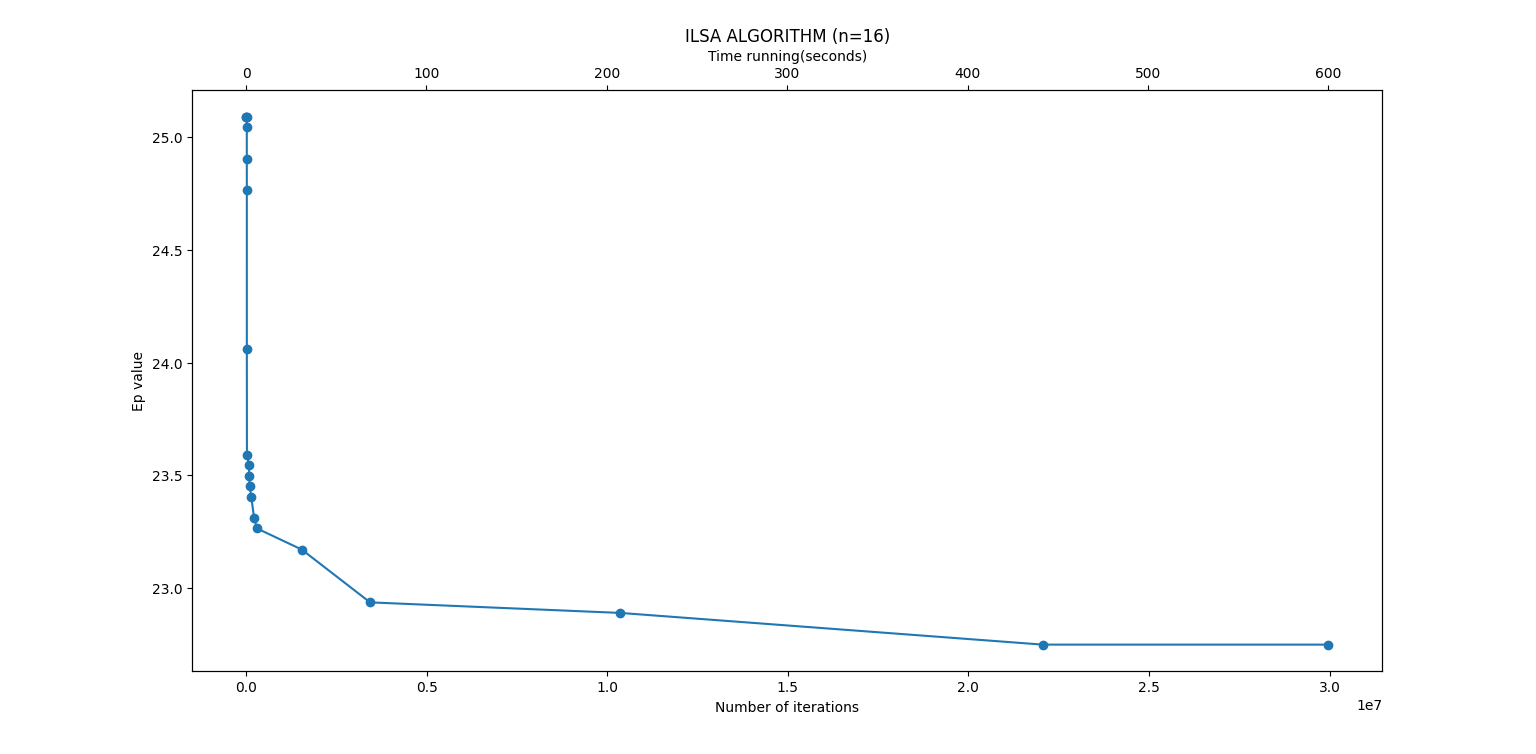 ILSA ALGORITHM (n=16)
Time running(seconds)
0 100 200 300 400 500 600
25.0
24.5
24.0
23.5
23.0
Ep value
0.0 0.5 1.0 1.5 2.0 2.5 3.0
1e7
Number of iterations